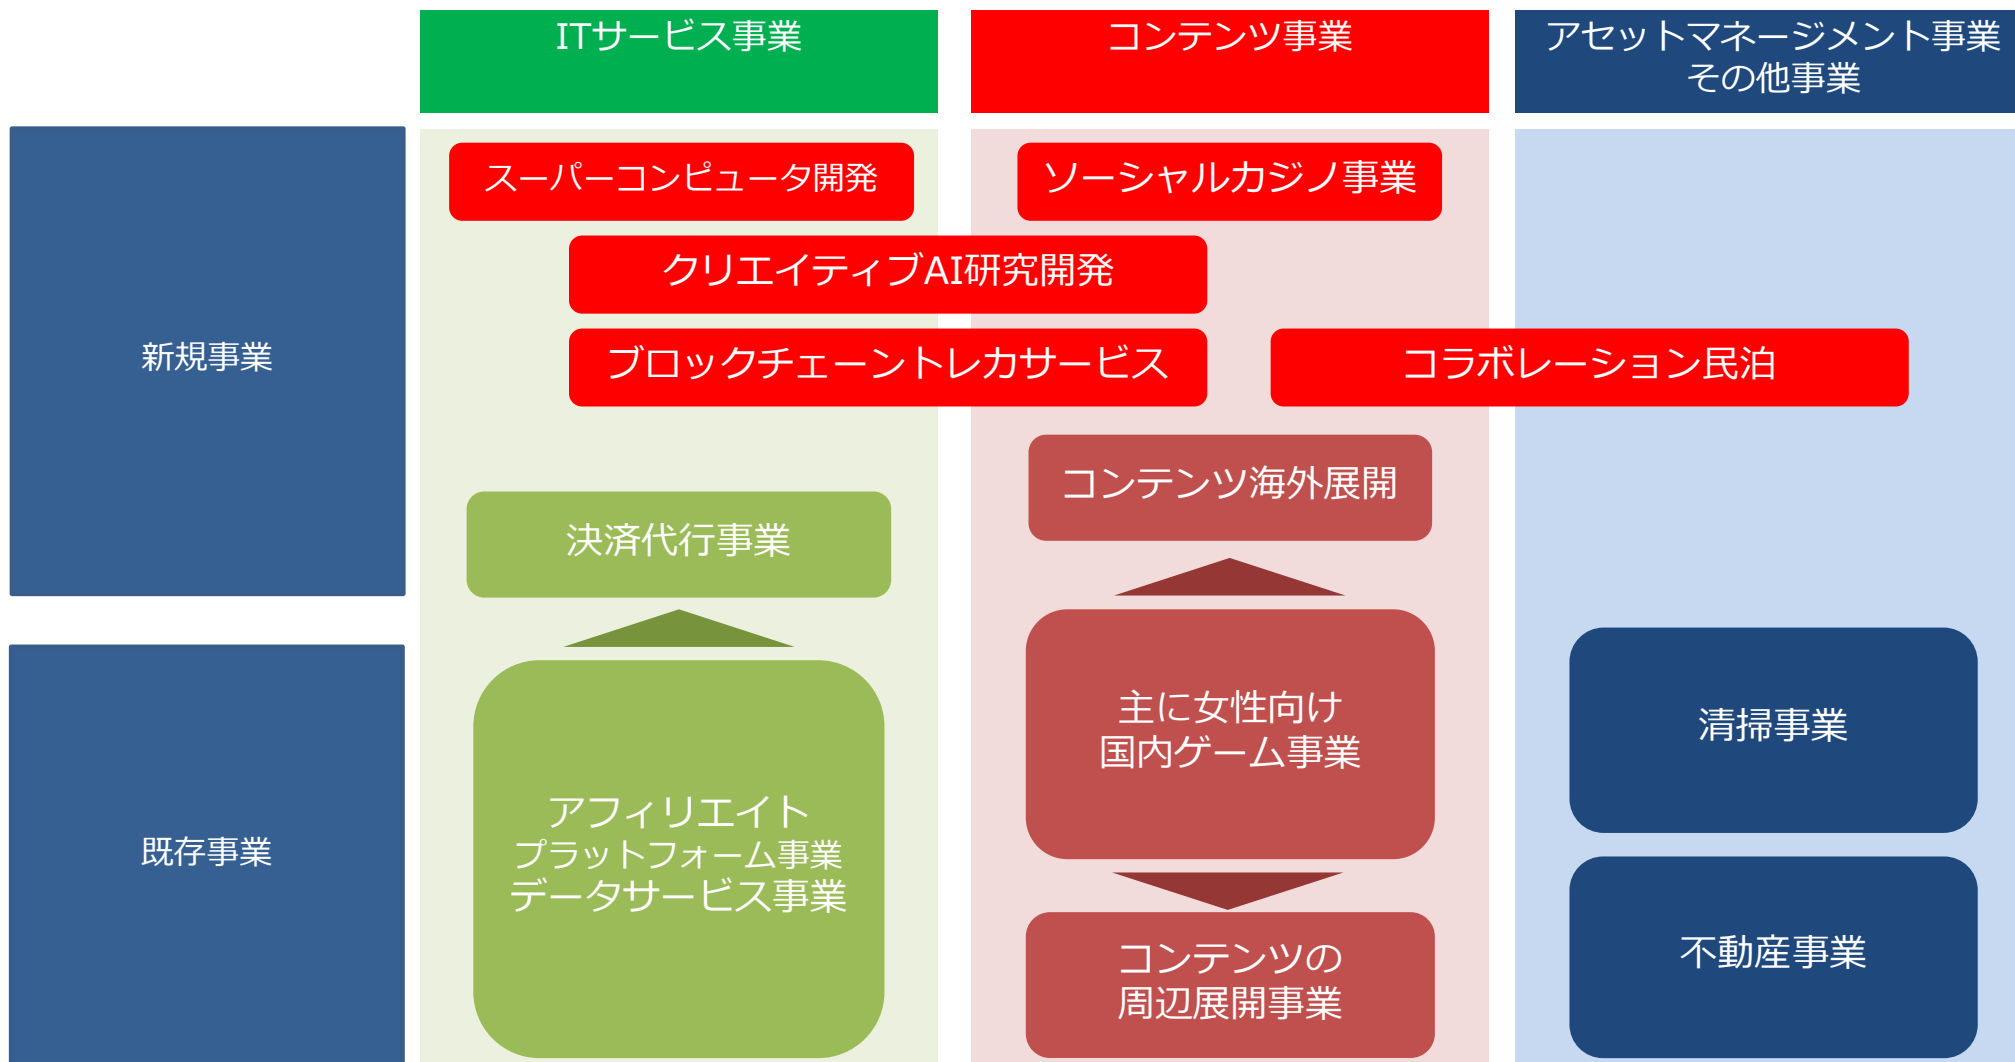 ITサービス事業
コンテンツ事業
アセットマネージメント事業
その他事業
新規事業
スーパーコンピュータ開発
ソーシャルカジノ事業
クリエイティブAI研究開発
ブロックチェーントレカサービス
コラボレーション民泊
コンテンツ海外展開
決済代行事業
既存事業
アフィリエイト
プラットフォーム事業
データサービス事業
主に女性向け
国内ゲーム事業
コンテンツの
周辺展開事業
清掃事業
不動産事業